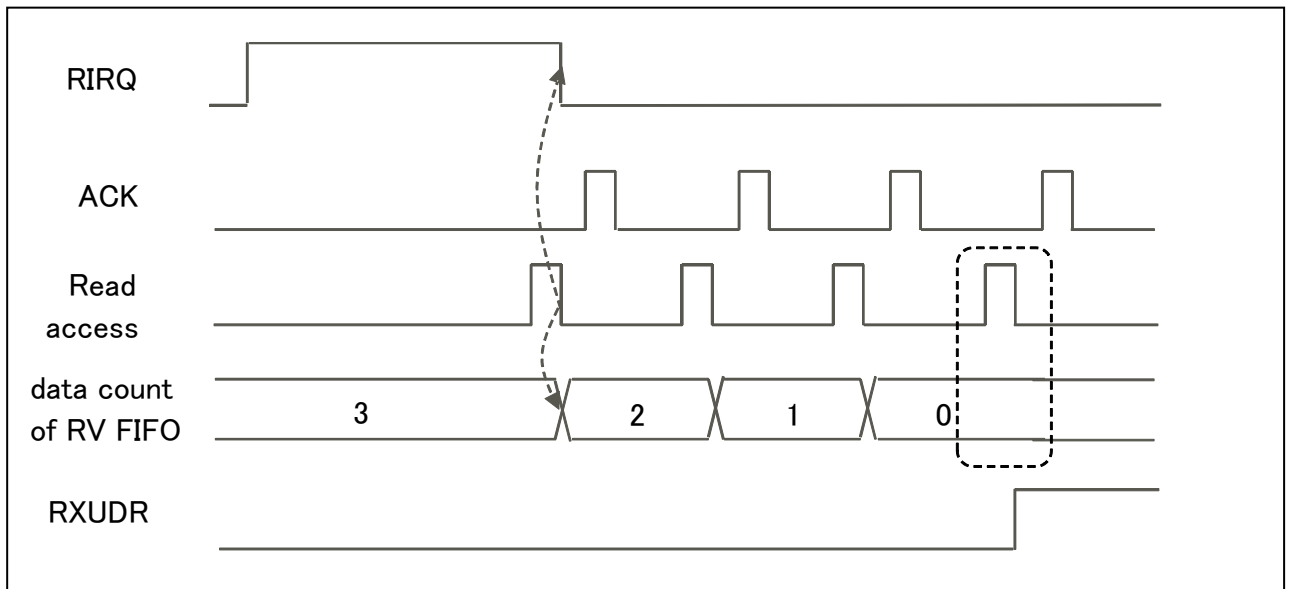 RIRQ
ACK
Read
access
data count
of RV FIFO
3
2
1
0
RXUDR